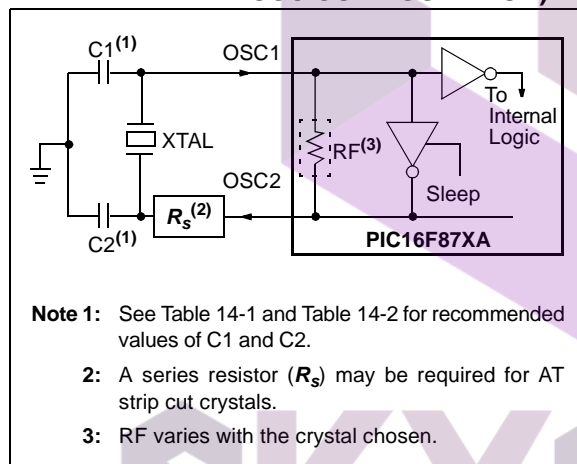 C1(1)
OSC1
To
Internal
Logic
XTAL
RF(3)
OSC2
Sleep
C2(1)
Rs(2)
PIC16F87XA
Note 1: See Table 14-1 and Table 14-2 for recommended
values of C1 and C2.
2: A series resistor (Rs) may be required for AT
strip cut crystals.
3: RF varies with the crystal chosen.